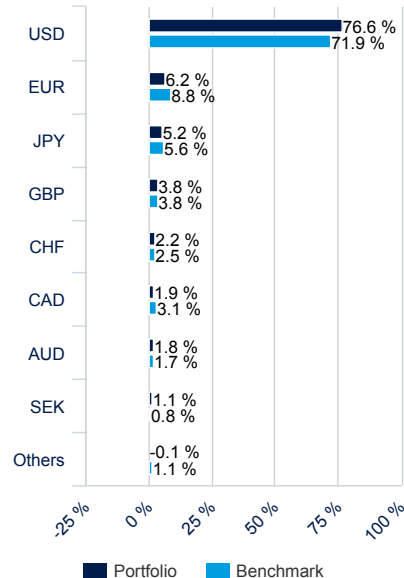 USD
76.6 %
71.9 %
EUR
6.2 %
8.8 %
JPY
5.2 %
5.6 %
GBP
3.8 %
3.8 %
CHF
2.2 %
2.5 %
CAD
1.9 %
3.1 %
AUD
1.8 %
1.7 %
SEK
1.1 %
0.8 %
Others
-0.1 %
1.1 %
-25 % 0 % 25 % 50 % 75 % 100 %
Portfolio Benchmark